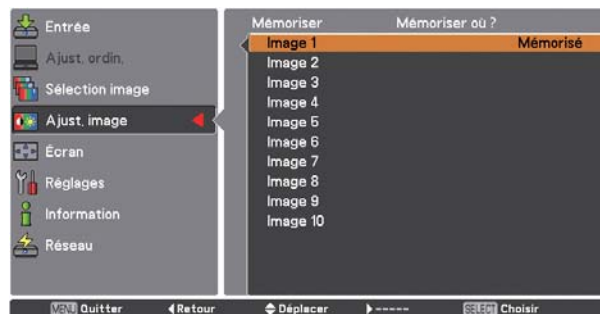 Entrée
Ajust. ordin.
Sélection image
Ajust. image
Écran
Réglages
Information
Réseau
Mémoriser Mémoriser où ?
Image 1 Mémorisé
Image 2
Image 3
Image 4
Image 5
Image 6
Image 7
Image 8
Image 9
Image 10
MENU Quitter Retour Déplacer ----- SELECT Choisir